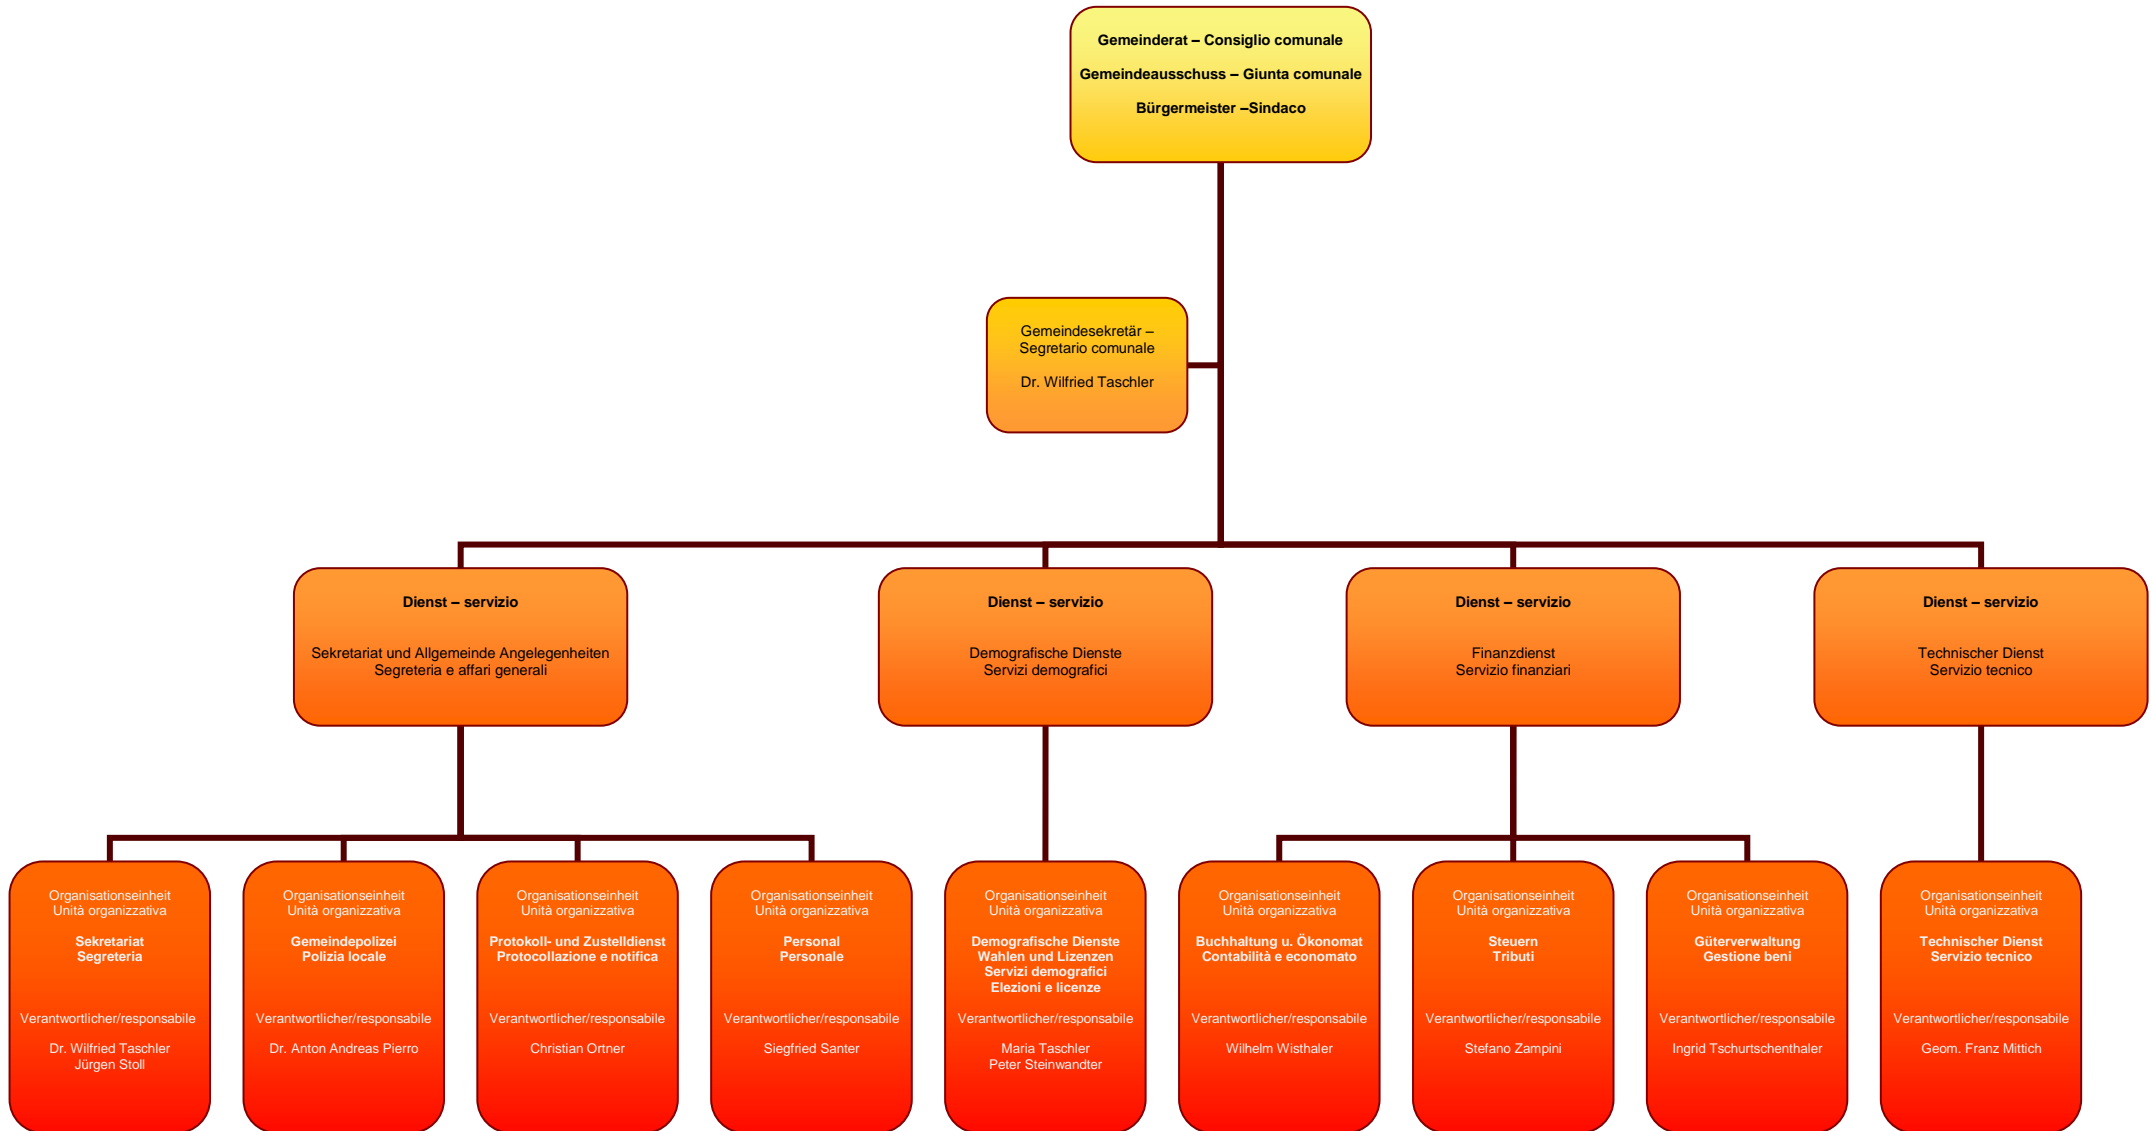 Gemeinderat – Consiglio comunale
Gemeindeausschuss – Giunta comunale
Bürgermeister –Sindaco
Gemeindesekretär –
Segretario comunale
Dr. Wilfried Taschler
Dienst – servizio
Sekretariat und Allgemeinde Angelegenheiten
Segreteria e affari generali
Dienst – servizio
Demografische Dienste
Servizi demografici
Dienst – servizio
Finanzdienst
Servizio finanziari
Dienst – servizio
Technischer Dienst
Servizio tecnico
Organisationseinheit
Unità organizzativa
Sekretariat
Segreteria
Verantwortlicher/responsabile
Dr. Wilfried Taschler
Jürgen Stoll
Organisationseinheit
Unità organizzativa
Gemeindepolizei
Polizia locale
Verantwortlicher/responsabile
Dr. Anton Andreas Pierro
Organisationseinheit
Unità organizzativa
Protokoll- und Zustelldienst
Protocollazione e notifica
Verantwortlicher/responsabile
Christian Ortner
Organisationseinheit
Unità organizzativa
Personal
Personale
Verantwortlicher/responsabile
Siegfried Santer
Organisationseinheit
Unità organizzativa
Demografische Dienste
Wahlen und Lizenzen
Servizi demografici
Elezioni e licenze
Verantwortlicher/responsabile
Maria Taschler
Peter Steinwandter
Organisationseinheit
Unità organizzativa
Buchhaltung u. Ökonomat
Contabilità e economato
Verantwortlicher/responsabile
Wilhelm Wisthaler
Organisationseinheit
Unità organizzativa
Steuern
Tributi
Verantwortlicher/responsabile
Stefano Zampini
Organisationseinheit
Unità organizzativa
Güterverwaltung
Gestione beni
Verantwortlicher/responsabile
Ingrid Tschurtschenthaler
Organisationseinheit
Unità organizzativa
Technischer Dienst
Servizio tecnico
Verantwortlicher/responsabile
Geom. Franz Mittich